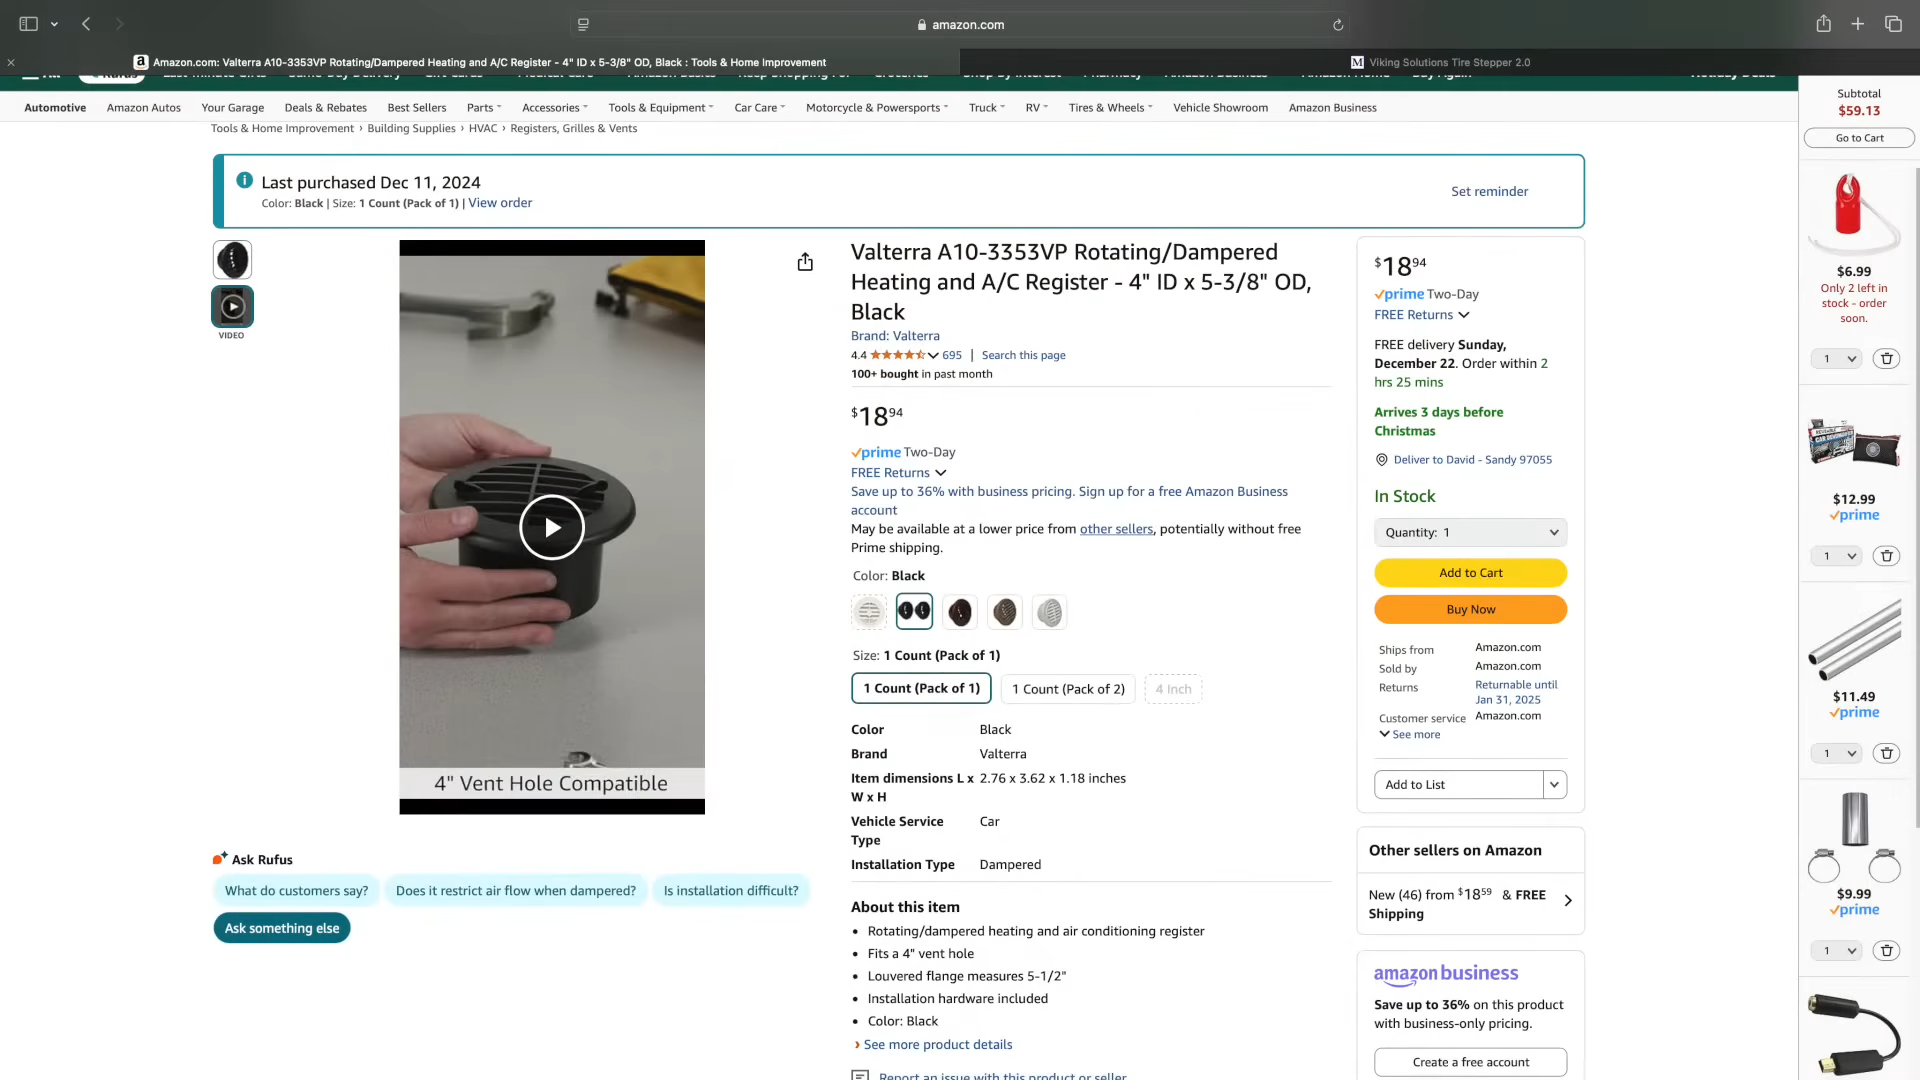 amazon.com
Amazon.com: Valterra A10-3353VP Rotating/Dampered Heating and A/C Register - 4" ID x 5-3/8" OD, Black : Tools & Home Improvement
Viking Solutions Tire Stepper 2.0
Automotive Amazon Autos Your Garage Deals & Rebates Best Sellers Parts Accessories Tools & Equipment Car Care Motorcycle & Powersports Truck RV Tires & Wheels Vehicle Showroom Amazon Business
Tools & Home Improvement › Building Supplies › HVAC › Registers, Grilles & Vents
Last purchased Dec 11, 2024
Color: Black | Size: 1 Count (Pack of 1) | View order
Set reminder
VIDEO
4" Vent Hole Compatible
Ask Rufus
What do customers say?
Does it restrict air flow when dampered?
Is installation difficult?
Ask something else
Valterra A10-3353VP Rotating/Dampered
Heating and A/C Register - 4" ID x 5-3/8" OD,
Black
Brand: Valterra
4.4 695 | Search this page
100+ bought in past month
$18 94
prime Two-Day
FREE Returns
Save up to 36% with business pricing. Sign up for a free Amazon Business
account
May be available at a lower price from other sellers, potentially without free
Prime shipping.
Color: Black
Size: 1 Count (Pack of 1)
1 Count (Pack of 1)
1 Count (Pack of 2)
4 Inch
Color Black
Brand Valterra
Item dimensions L x 2.76 x 3.62 x 1.18 inches
W x H
Vehicle Service Car
Type
Installation Type Dampered
About this item
• Rotating/dampered heating and air conditioning register
• Fits a 4" vent hole
• Louvered flange measures 5-1/2"
• Installation hardware included
• Color: Black
› See more product details
Report an issue with this product or seller
$18 94
prime Two-Day
FREE Returns
FREE delivery Sunday,
December 22. Order within 2
hrs 25 mins
Arrives 3 days before
Christmas
Deliver to David - Sandy 97055
In Stock
Quantity: 1
Add to Cart
Buy Now
Ships from Amazon.com
Sold by Amazon.com
Returns Returnable until
Jan 31, 2025
Customer service Amazon.com
See more
Add to List
Other sellers on Amazon
New (46) from $18 59 & FREE
Shipping
amazon business
Save up to 36% on this product
with business-only pricing.
Create a free account
Subtotal
$59.13
Go to Cart
$6.99
Only 2 left in
stock - order
soon.
1
$12.99
prime
1
$11.49
prime
1
$9.99
prime
1